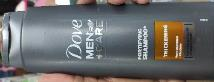 Dove
MEN
+CARE
FORTIFYING
SHAMPOO+
THICKENING